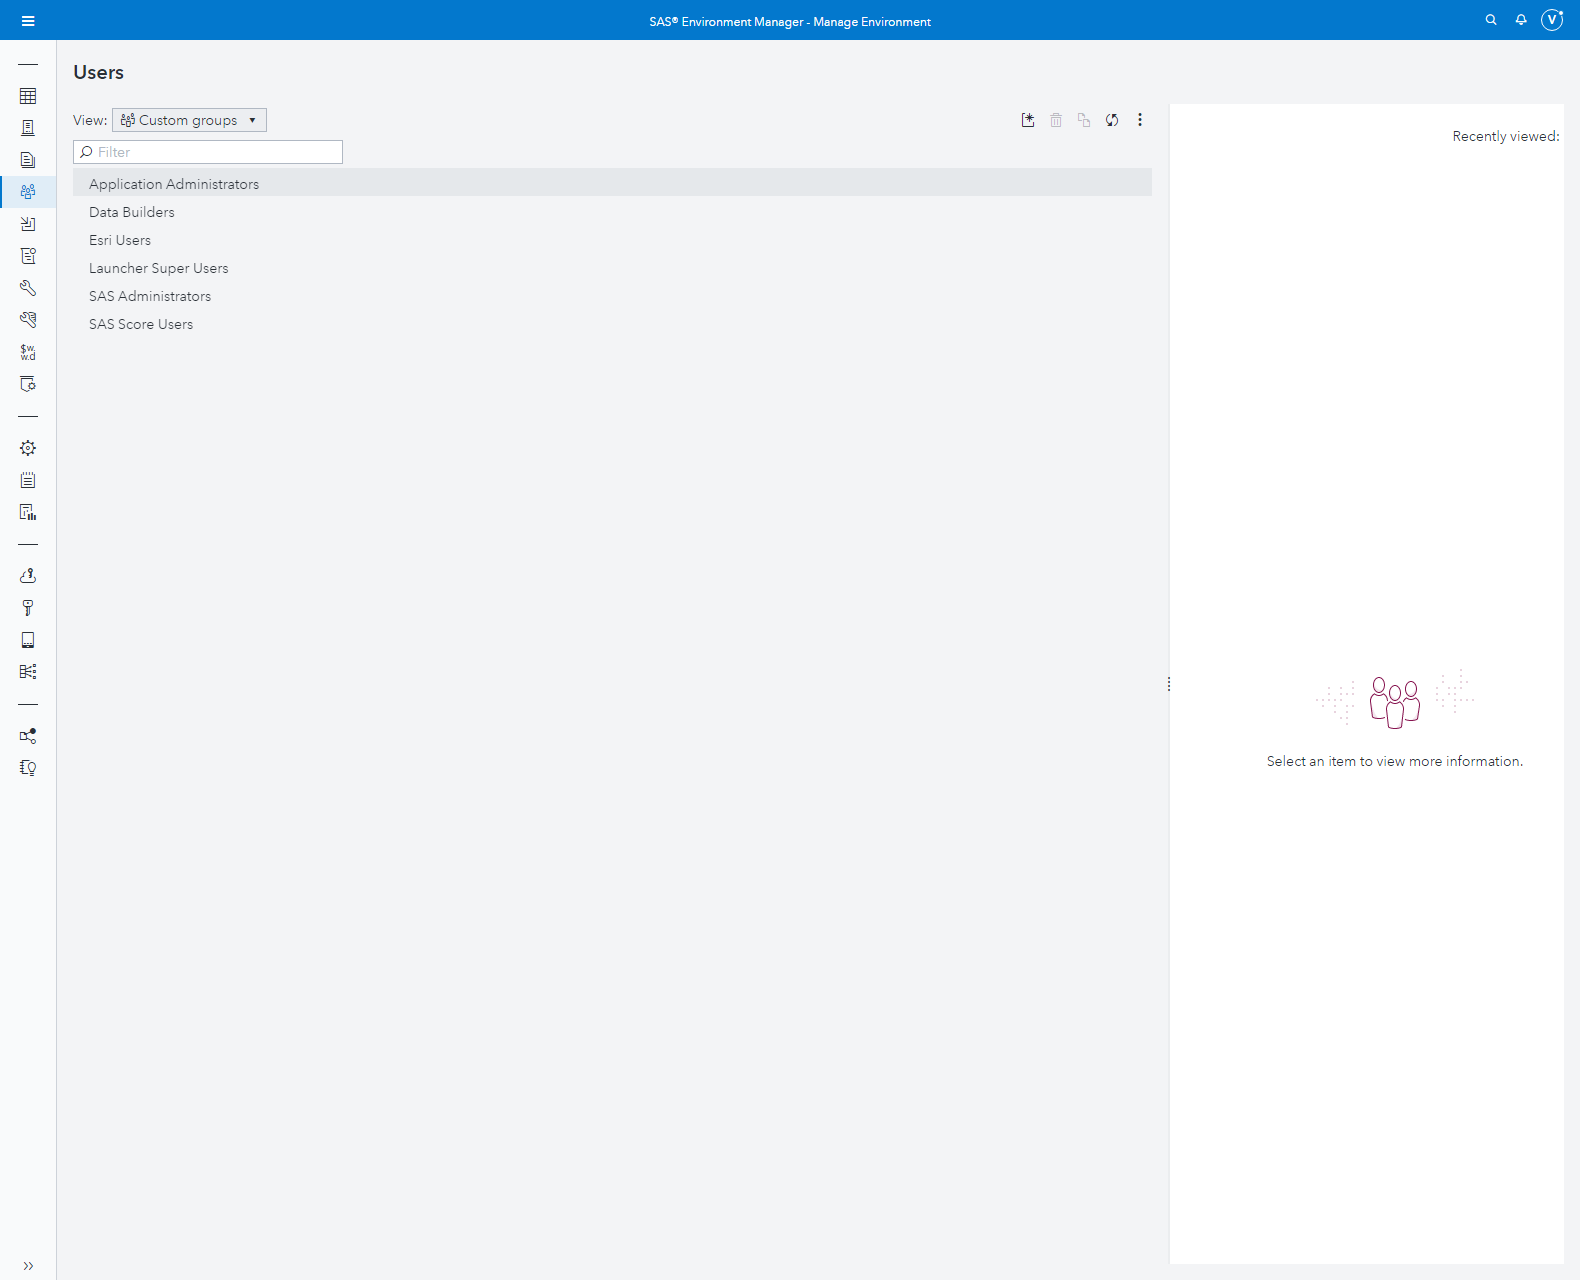 SAS® Environment Manager - Manage Environment
V
Users
View: Custom groups
Filter
Recently viewed:
Application Administrators
Data Builders
Esri Users
Launcher Super Users
SAS Administrators
SAS Score Users
$w.
w.d
Select an item to view more information.